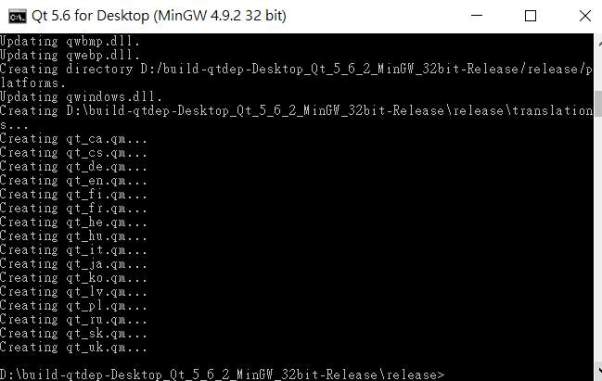 Qt 5.6 for Desktop (MinGW 4.9.2 32 bit)
Updating qwbmp.dll.
Updating qwebp.dll.
Creating directory D:/build-qtdep-Desktop_Qt_5_6_2_MinGW_32bit-Release/release/p
latforms.
Updating qwindows.dll.
Creating D:\build-qtdep-Desktop_Qt_5_6_2_MinGW_32bit-Release\release\translation
s...
Creating qt_ca.qm...
Creating qt_cs.qm...
Creating qt_de.qm...
Creating qt_en.qm...
Creating qt_fi.qm...
Creating qt_fr.qm...
Creating qt_he.qm...
Creating qt_hu.qm...
Creating qt_it.qm...
Creating qt_ja.qm...
Creating qt_ko.qm...
Creating qt_lv.qm...
Creating qt_pl.qm...
Creating qt_ru.qm...
Creating qt_sk.qm...
Creating qt_uk.qm...
D:\build-qtdep-Desktop_Qt_5_6_2_MinGW_32bit-Release\release>